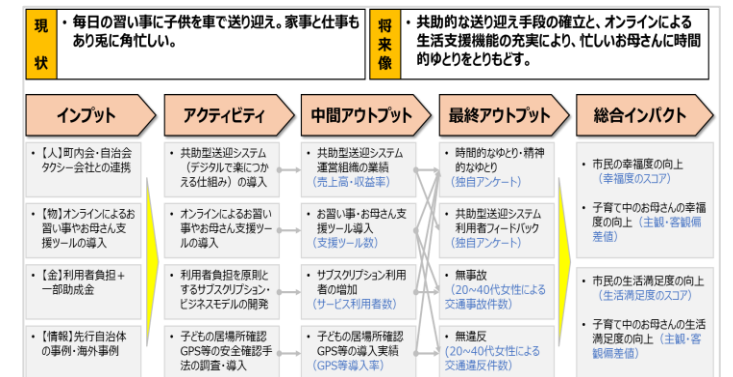 現状
・毎日の習い事に子供を車で送り迎え。家事と仕事も
あり兎に角忙しい。
将来像
・共助的な送り迎え手段の確立と、オンラインによる
生活支援機能の充実により、忙しいお母さんに時間
的ゆとりをとりもどす。
インプット
アクティビティ
中間アウトプット
最終アウトプット
総合インパクト
・【人】町内会・自治会
タクシー会社との連携
・【物】オンラインによるお
習い事やお母さん支
援ツールの導入
・【金】利用者負担+
一部助成金
・【情報】先行自治体
の事例・海外事例
・共助型送迎システム
(デジタルで楽につか
える仕組み)の導入
・オンラインによるお習い
事やお母さん支援ツー
ルの導入
・利用者負担を原則と
するサブスクリプション・
ビジネスモデルの開発
・子どもの居場所確認
GPS等の安全確認手
法の調査・導入
・共助型送迎システム
運営組織の業績
(売上高・収益率)
・お習い事・お母さん支
援ツール導入
(支援ツール数)
・サブスクリプション利用
者の増加
(サービス利用者数)
・子どもの居場所確認
GPS等の導入実績
(GPS等導入率)
・時間的なゆとり・精神
的なゆとり
(独自アンケート)
・共助型送迎システム
利用者フィードバック
(独自アンケート)
・無事故
(20~40代女性による
交通事故件数)
・無違反
(20~40代女性による
交通違反件数)
・市民の幸福度の向上
(幸福度のスコア)
・子育て中のお母さんの幸福
度の向上(主観・客観偏
差値)
・市民の生活満足度の向上
(生活満足度のスコア)
・子育て中のお母さんの生活
満足度の向上(主観・客
観偏差値)